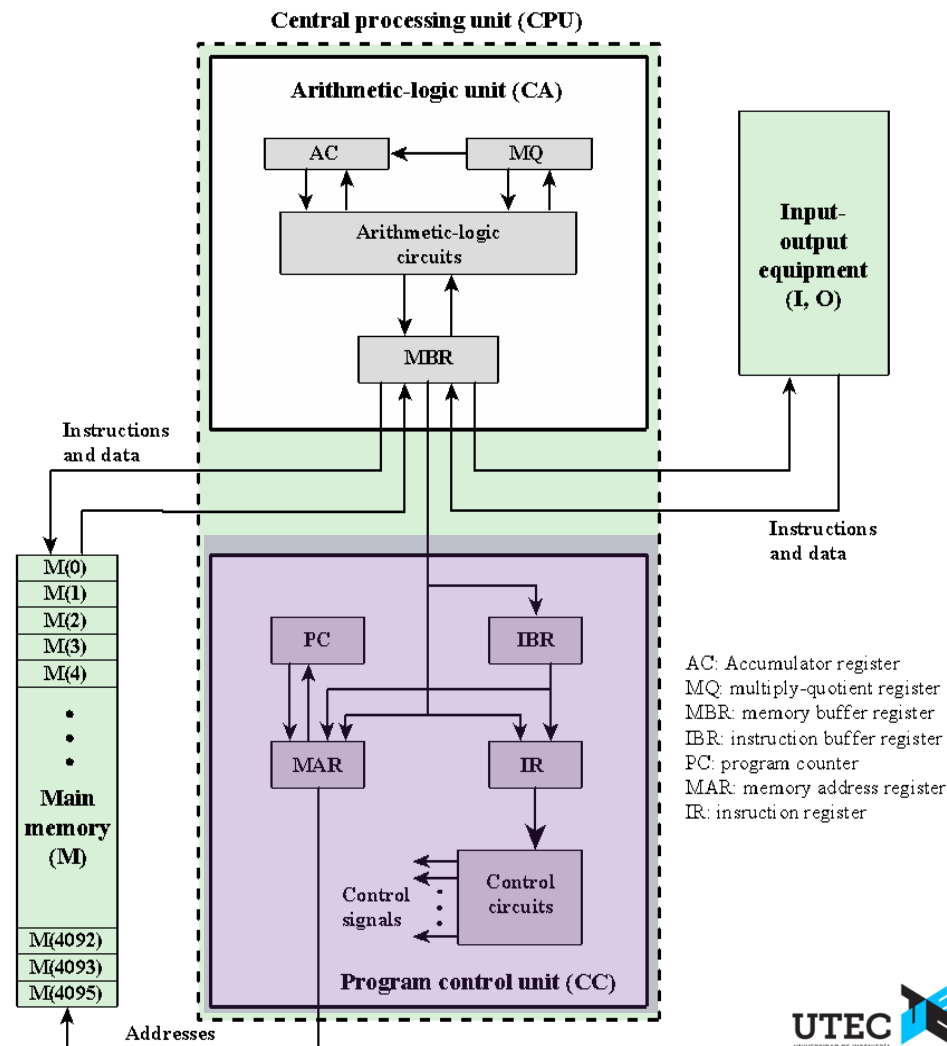 Central processing unit (CPU)
Arithmetic-logic unit (CA)
AC
MQ
Arithmetic-logic
circuits
MBR
Input-
output
equipment
(I, O)
Instructions
and data
Instructions
and data
M(0)
M(1)
M(2)
M(3)
M(4)
Main
memory
(M)
M(4092)
M(4093)
M(4095)
PC
IBR
MAR
IR
Control
signals
Control
circuits
Program control unit (CC)
Addresses
AC: Accumulator register
MQ: multiply-quotient register
MBR: memory buffer register
IBR: instruction buffer register
PC: program counter
MAR: memory address register
IR: insruction register
UTEC